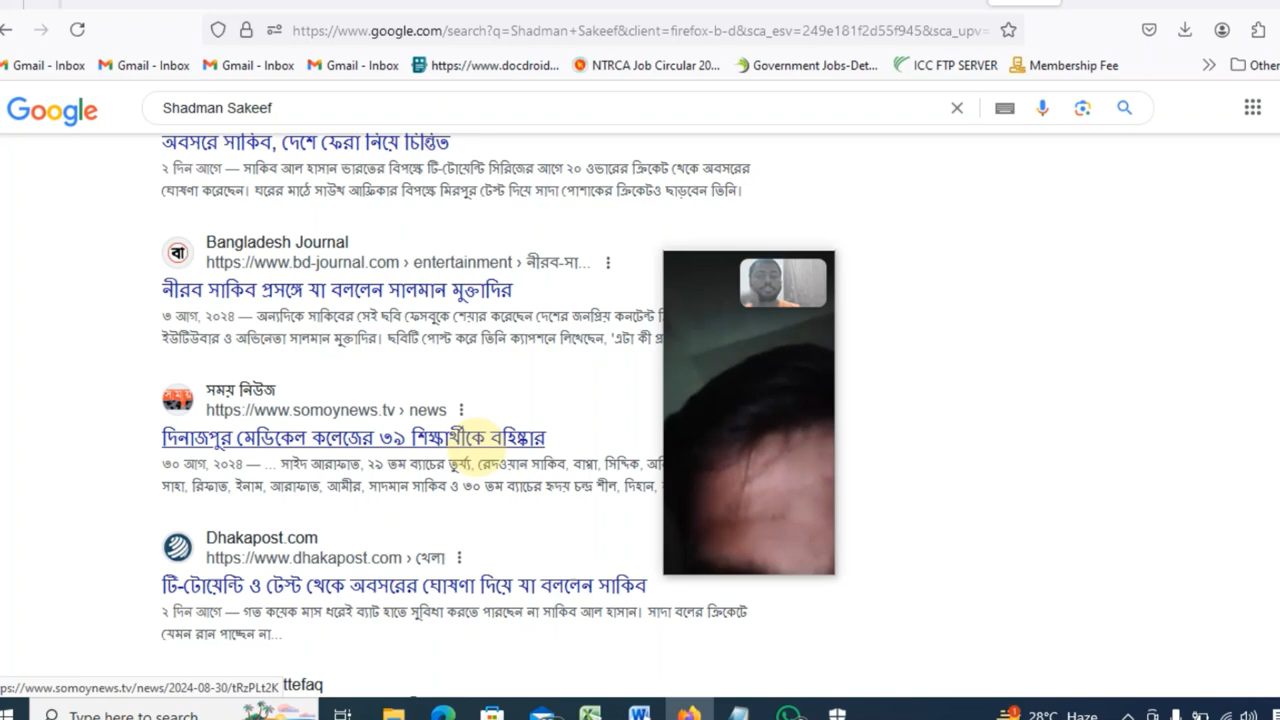 https://www.google.com/search?q=Shadman+Sakeef&client=firefox-b-d&sca_esv=249e181f2d55f945&sca_upv=
Gmail - Inbox
Gmail - Inbox
Gmail - Inbox
Gmail - Inbox
https://www.docdroid...
NTRCA Job Circular 20...
Government Jobs-Det...
ICC FTP SERVER
Membership Fee
Other
Google
Shadman Sakeef
অবসরে সাকিব, দেশে ফেরা নিয়ে চিন্তিত
২ দিন আগে — সাকিব আল হাসান ভারতের বিপক্ষে টি-টোয়েন্টি সিরিজের আগে ২০ ওভারের ক্রিকেট থেকে অবসরের
ঘোষণা করেছেন। ঘরের মাঠে সাউথ আফ্রিকার বিপক্ষে মিরপুর টেস্ট দিয়ে সাদা পোশাকের ক্রিকেটও ছাড়বেন তিনি।
Bangladesh Journal
https://www.bd-journal.com › entertainment › নীরব-সা...
নীরব সাকিব প্রসঙ্গে যা বললেন সালমান মুক্তাদির
৩ আগ, ২০২৪ — অন্যদিকে সাকিবের সেই ছবি ফেসবুকে শেয়ার করেছেন দেশের জনপ্রিয় কনটেন্ট
ইউটিউবার ও অভিনেতা সালমান মুক্তাদির। ছবিটি পোস্ট করে তিনি ক্যাপশনে লিখেছেন, 'এটা কী
সময় নিউজ
https://www.somoynews.tv › news
দিনাজপুর মেডিকেল কলেজের ৩৯ শিক্ষার্থীকে বহিষ্কার
৩০ আগ, ২০২৪ — ... সাইদ আরাফাত, ২৯ তম ব্যাচের তূর্য্য, রেদওয়ান সাকিব, বাপ্পা, সিদ্দিক,
সাহা, রিফাত, ইনাম, আরাফাত, আমীর, সাদমান সাকিব ও ৩০ তম ব্যাচের হৃদয় চন্দ্র শীল, দিহান,
Dhakapost.com
https://www.dhakapost.com › খেলা
টি-টোয়েন্টি ও টেস্ট থেকে অবসরের ঘোষণা দিয়ে যা বললেন সাকিব
২ দিন আগে — গত কয়েক মাস ধরেই ব্যাট হাতে সুবিধা করতে পারছেন না সাকিব আল হাসান। সাদা বলের ক্রিকেটে
যেমন রান পাচ্ছেন না...
ps://www.somoynews.tv/news/2024-08-30/tRzPLt2K
ttefaq
Type here to search
28°C Haze